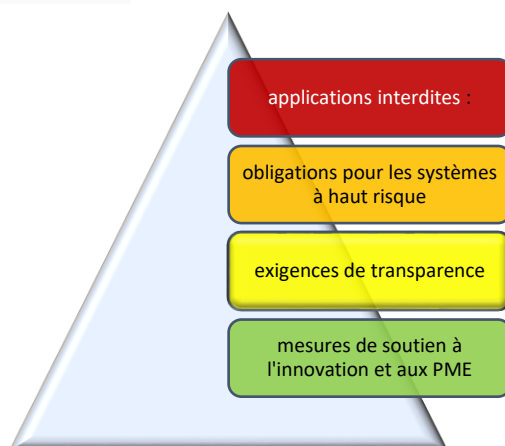 applications interdites :
obligations pour les systèmes
à haut risque
exigences de transparence
mesures de soutien à
l'innovation et aux PME